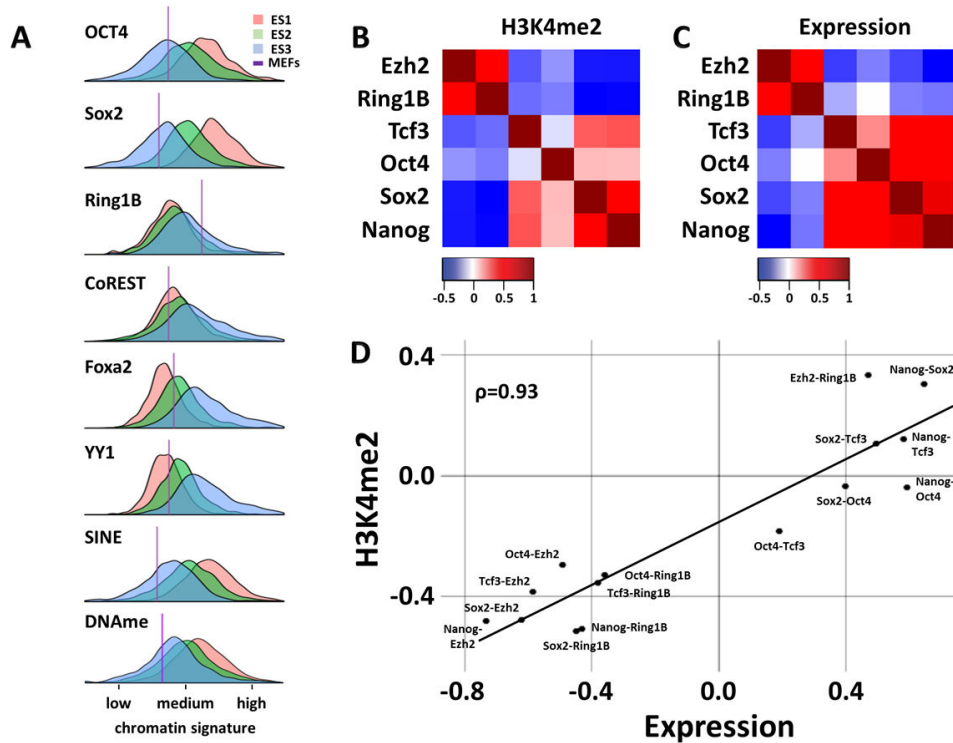 A
OCT4
ES1
ES2
ES3
MEFs
Sox2
Ring1B
CoREST
Foxa2
YY1
SINE
DNAme
low medium high
chromatin signature
B
H3K4me2
Ezh2
Ring1B
Tcf3
Oct4
Sox2
Nanog
-0.5 0 0.5 1
C
Expression
Ezh2
Ring1B
Tcf3
Oct4
Sox2
Nanog
-0.5 0 0.5 1
D
ρ=0.93
H3K4me2
0.4
0.0
-0.4
Ezh2-Ring1B
Nanog-Sox2
Sox2-Tcf3
Nanog-
Tcf3
Sox2-Oct4
Nanog-
Oct4
Oct4-Tcf3
Oct4-Ezh2
Oct4-Ring1B
Tcf3-Ezh2
Tcf3-Ring1B
Sox2-Ezh2
Nanog-
Ezh2
Nanog-Ring1B
Sox2-Ring1B
-0.8 -0.4 0.0 0.4
Expression